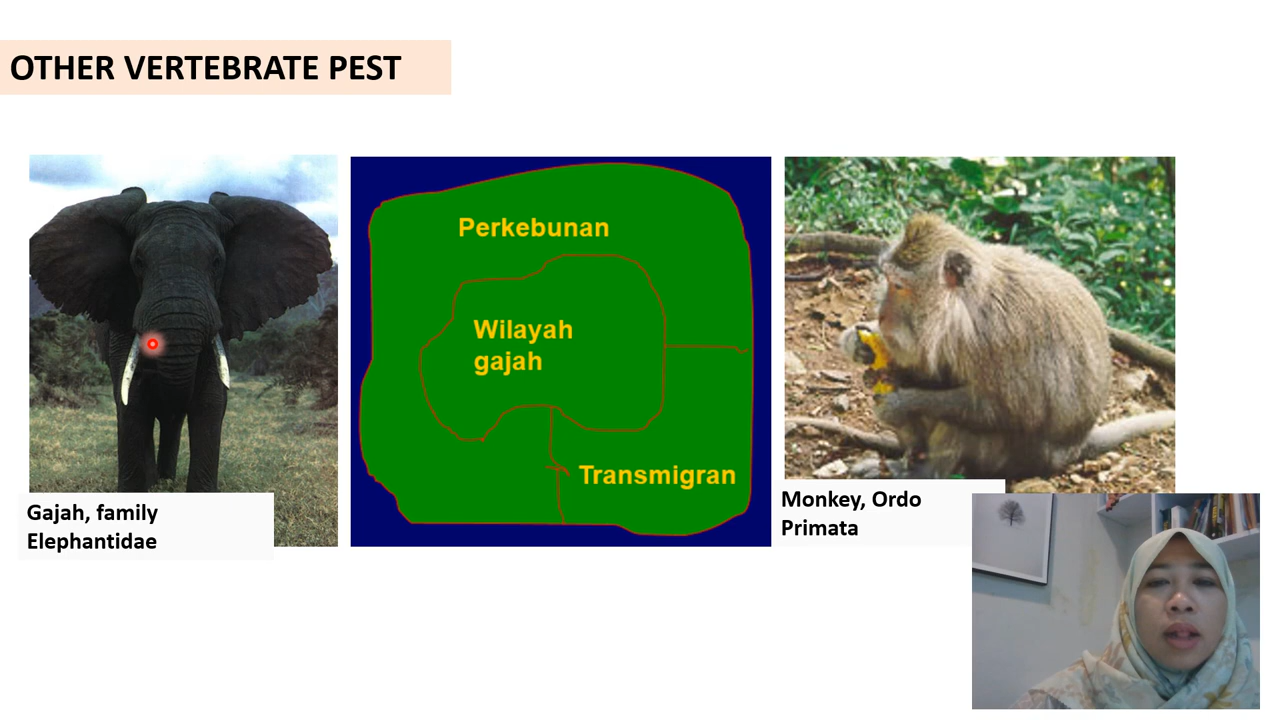 OTHER VERTEBRATE PEST
Perkebunan
Wilayah
gajah
Transmigran
Gajah, family
Elephantidae
Monkey, Ordo
Primata